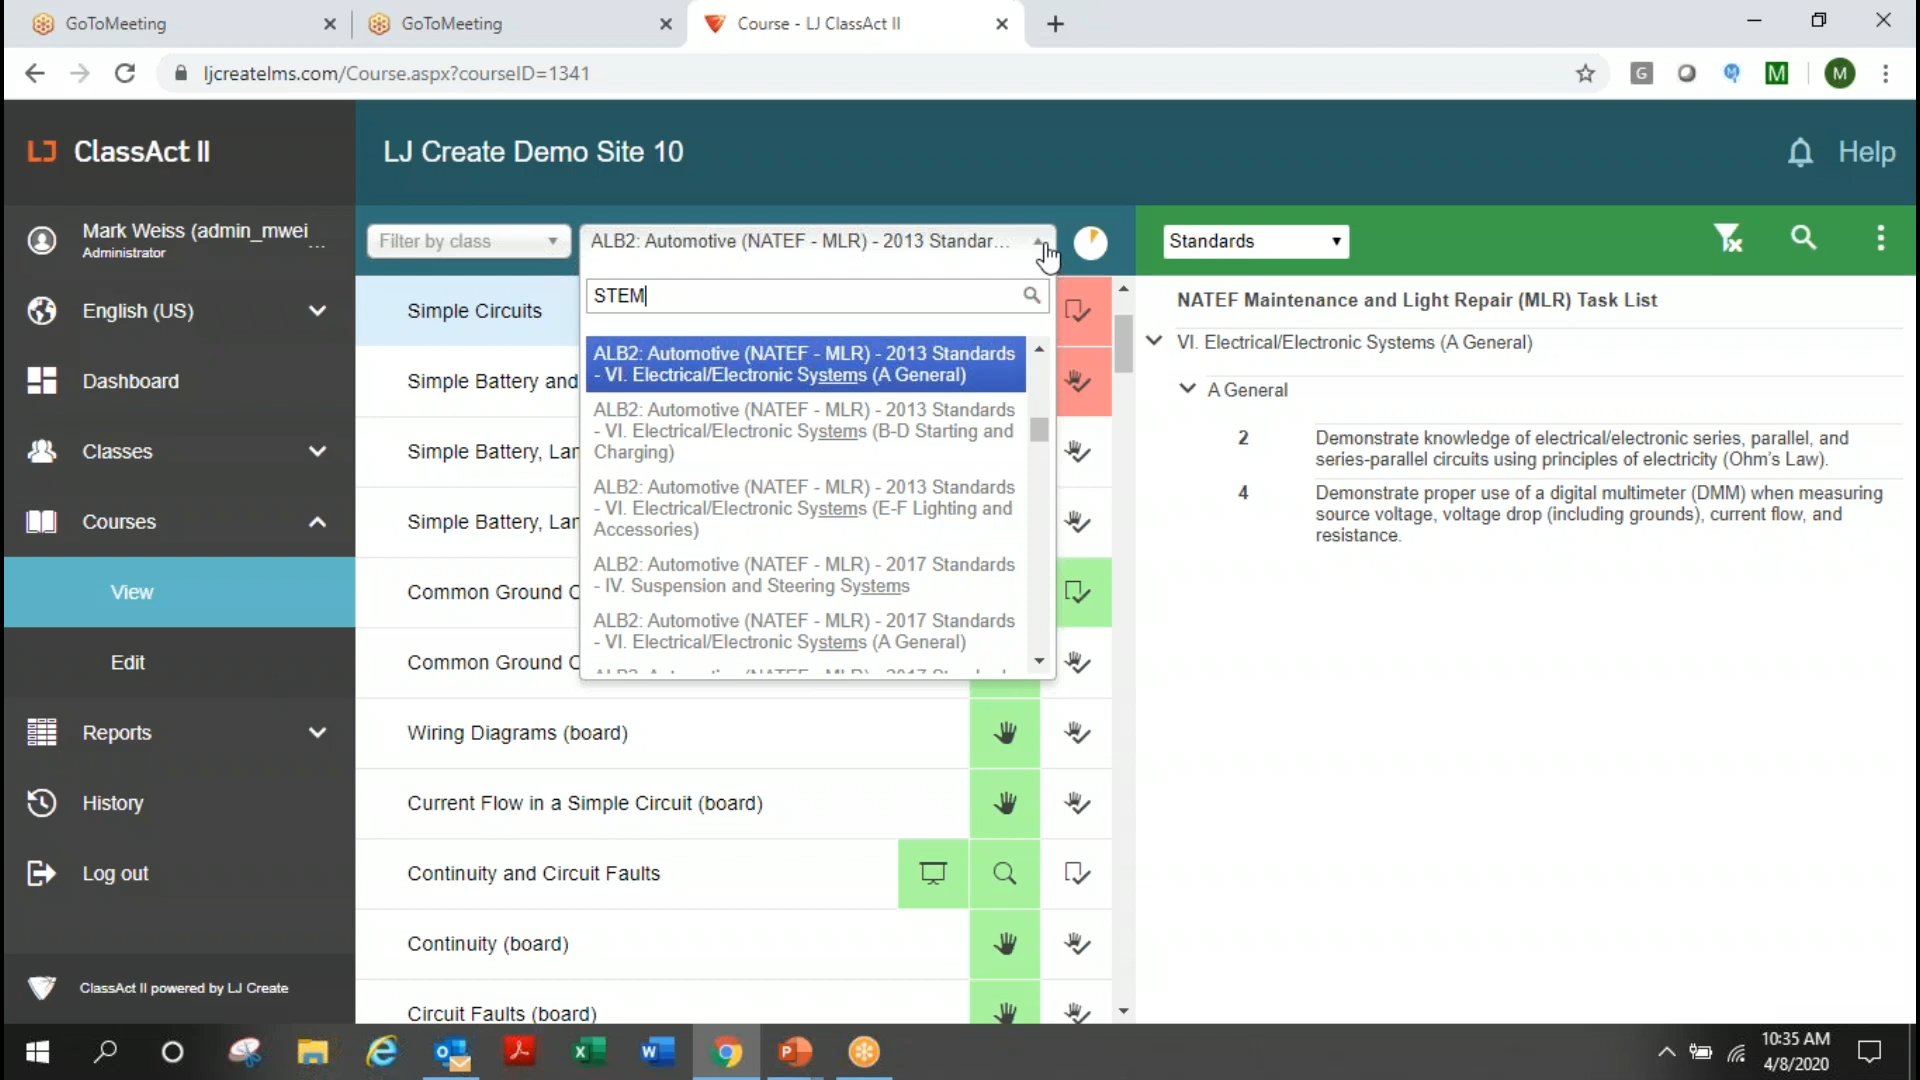 GoToMeeting
GoToMeeting
Course - LJ ClassAct II
ljcreatelms.com/Course.aspx?courseID=1341
G
M
M
LJ ClassAct II
LJ Create Demo Site 10
Help
Mark Weiss (admin_mwei...
Administrator
English (US)
Dashboard
Classes
Courses
View
Edit
Reports
History
Log out
ClassAct II powered by LJ Create
Filter by class
ALB2: Automotive (NATEF - MLR) - 2013 Standar...
STEM
ALB2: Automotive (NATEF - MLR) - 2013 Standards
- VI. Electrical/Electronic Systems (A General)
ALB2: Automotive (NATEF - MLR) - 2013 Standards
- VI. Electrical/Electronic Systems (B-D Starting and
Charging)
ALB2: Automotive (NATEF - MLR) - 2013 Standards
- VI. Electrical/Electronic Systems (E-F Lighting and
Accessories)
ALB2: Automotive (NATEF - MLR) - 2017 Standards
- IV. Suspension and Steering Systems
ALB2: Automotive (NATEF - MLR) - 2017 Standards
- VI. Electrical/Electronic Systems (A General)
Simple Circuits
Simple Battery and
Simple Battery, Lan
Simple Battery, Lan
Common Ground C
Common Ground C
Wiring Diagrams (board)
Current Flow in a Simple Circuit (board)
Continuity and Circuit Faults
Continuity (board)
Circuit Faults (board)
Standards
NATEF Maintenance and Light Repair (MLR) Task List
VI. Electrical/Electronic Systems (A General)
A General
2 Demonstrate knowledge of electrical/electronic series, parallel, and
series-parallel circuits using principles of electricity (Ohm's Law).
4 Demonstrate proper use of a digital multimeter (DMM) when measuring
source voltage, voltage drop (including grounds), current flow, and
resistance.
10:35 AM
4/8/2020